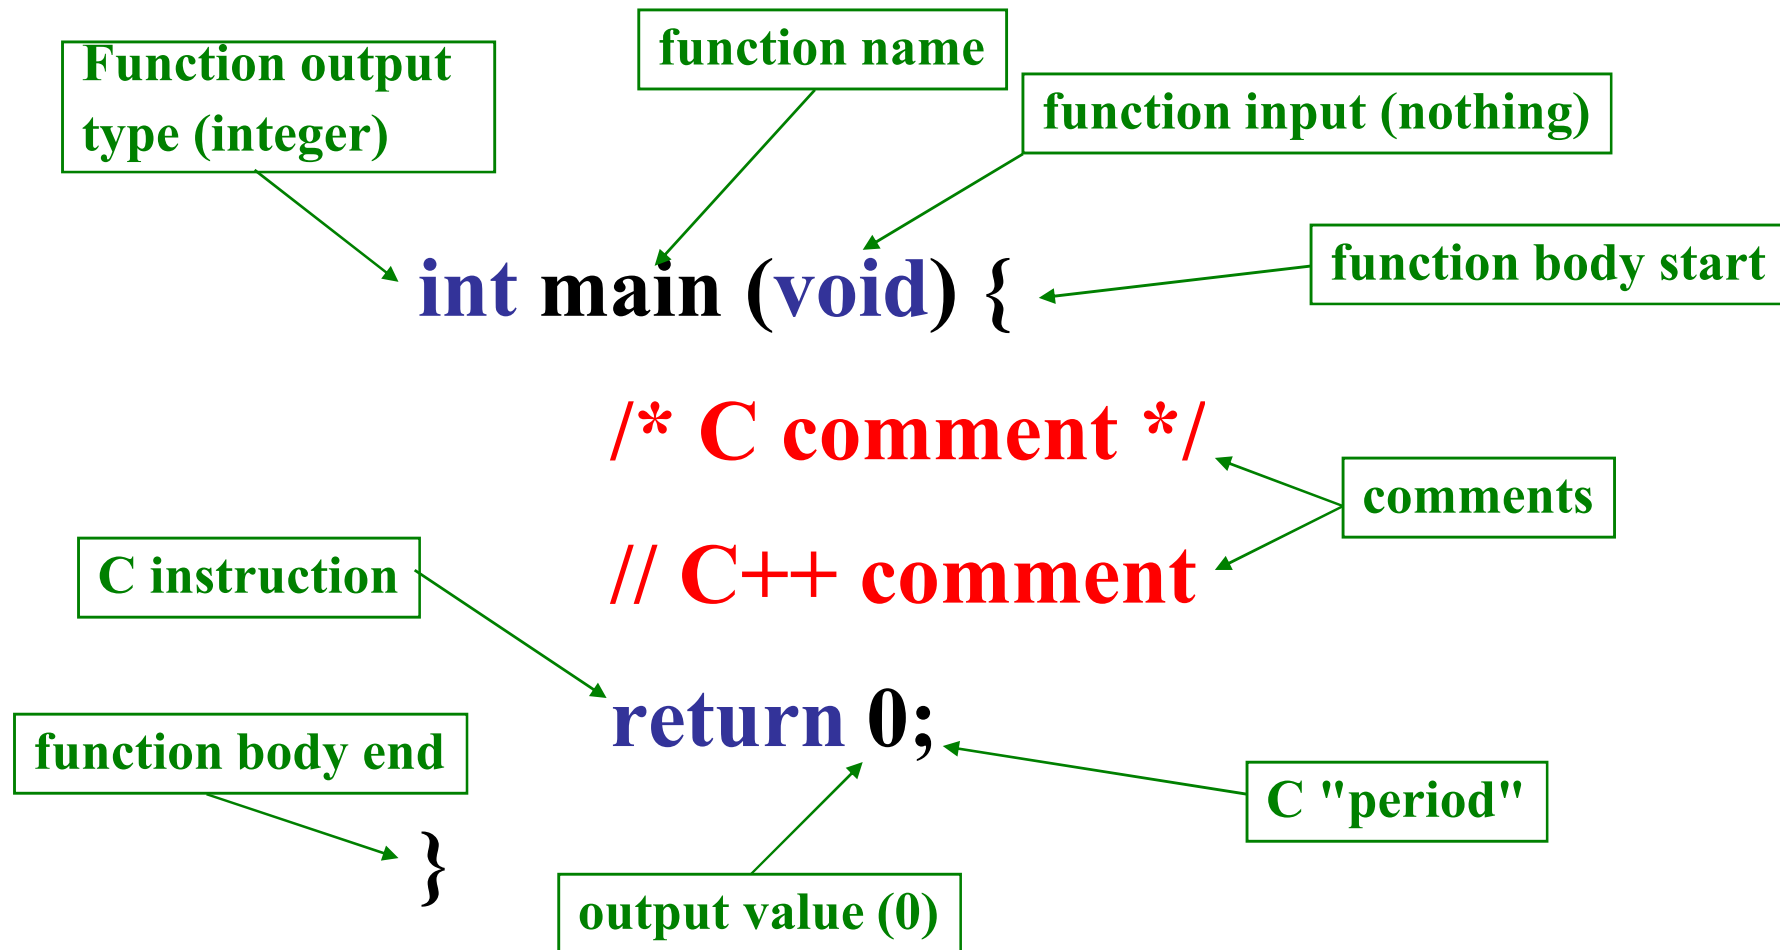 function name
Function output
type (integer)
function input (nothing)
function body start
int main (void) {
/* C comment */
comments
// C++ comment
C instruction
return 0;
function body end
C "period"
}
output value (0)